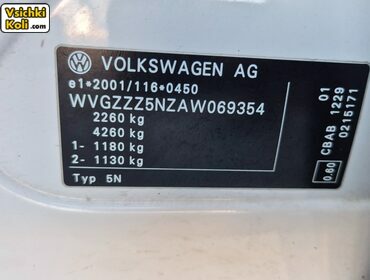 Vsichki
Koli.com
VOLKSWAGEN AG
e1*2001/116*0450
WVGZZZ5NZAW069354
2260 kg
4260 kg
1- 1180 kg
2- 1130 kg
Typ 5N
CBAB 1229 01
0215171
0.60